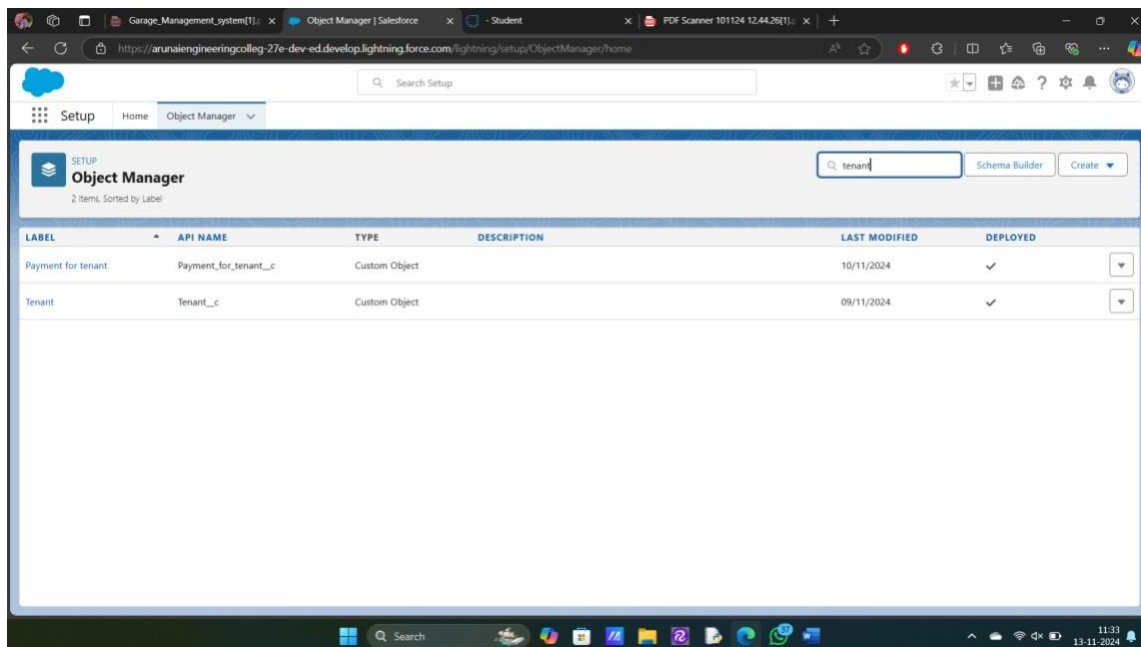 Garage_Management_system[1].
Object Manager | Salesforce
- Student
PDF Scanner 101124 12.44.26[1].
https://arunaiengineeringcolleg-27e-dev-ed.develop.lightning.force.com/lightning/setup/ObjectManager/home
Search Setup
Setup Home Object Manager
SETUP
Object Manager
2 Items. Sorted by Label
tenant
Schema Builder
Create
LABEL API NAME TYPE DESCRIPTION LAST MODIFIED DEPLOYED
Payment for tenant Payment_for_tenant__c Custom Object 10/11/2024
Tenant Tenant__c Custom Object 09/11/2024
Search
37
11:33
13-11-2024